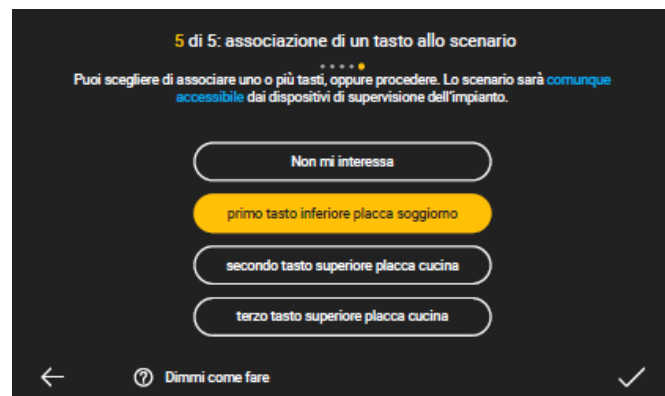 5 di 5: associazione di un tasto allo scenario
Puoi scegliere di associare uno o più tasti, oppure procedere. Lo scenario sarà comunque
accessibile dai dispositivi di supervisione dell'impianto.
Non mi interessa
primo tasto inferiore placca soggiorno
secondo tasto superiore placca cucina
terzo tasto superiore placca cucina
? Dimmi come fare